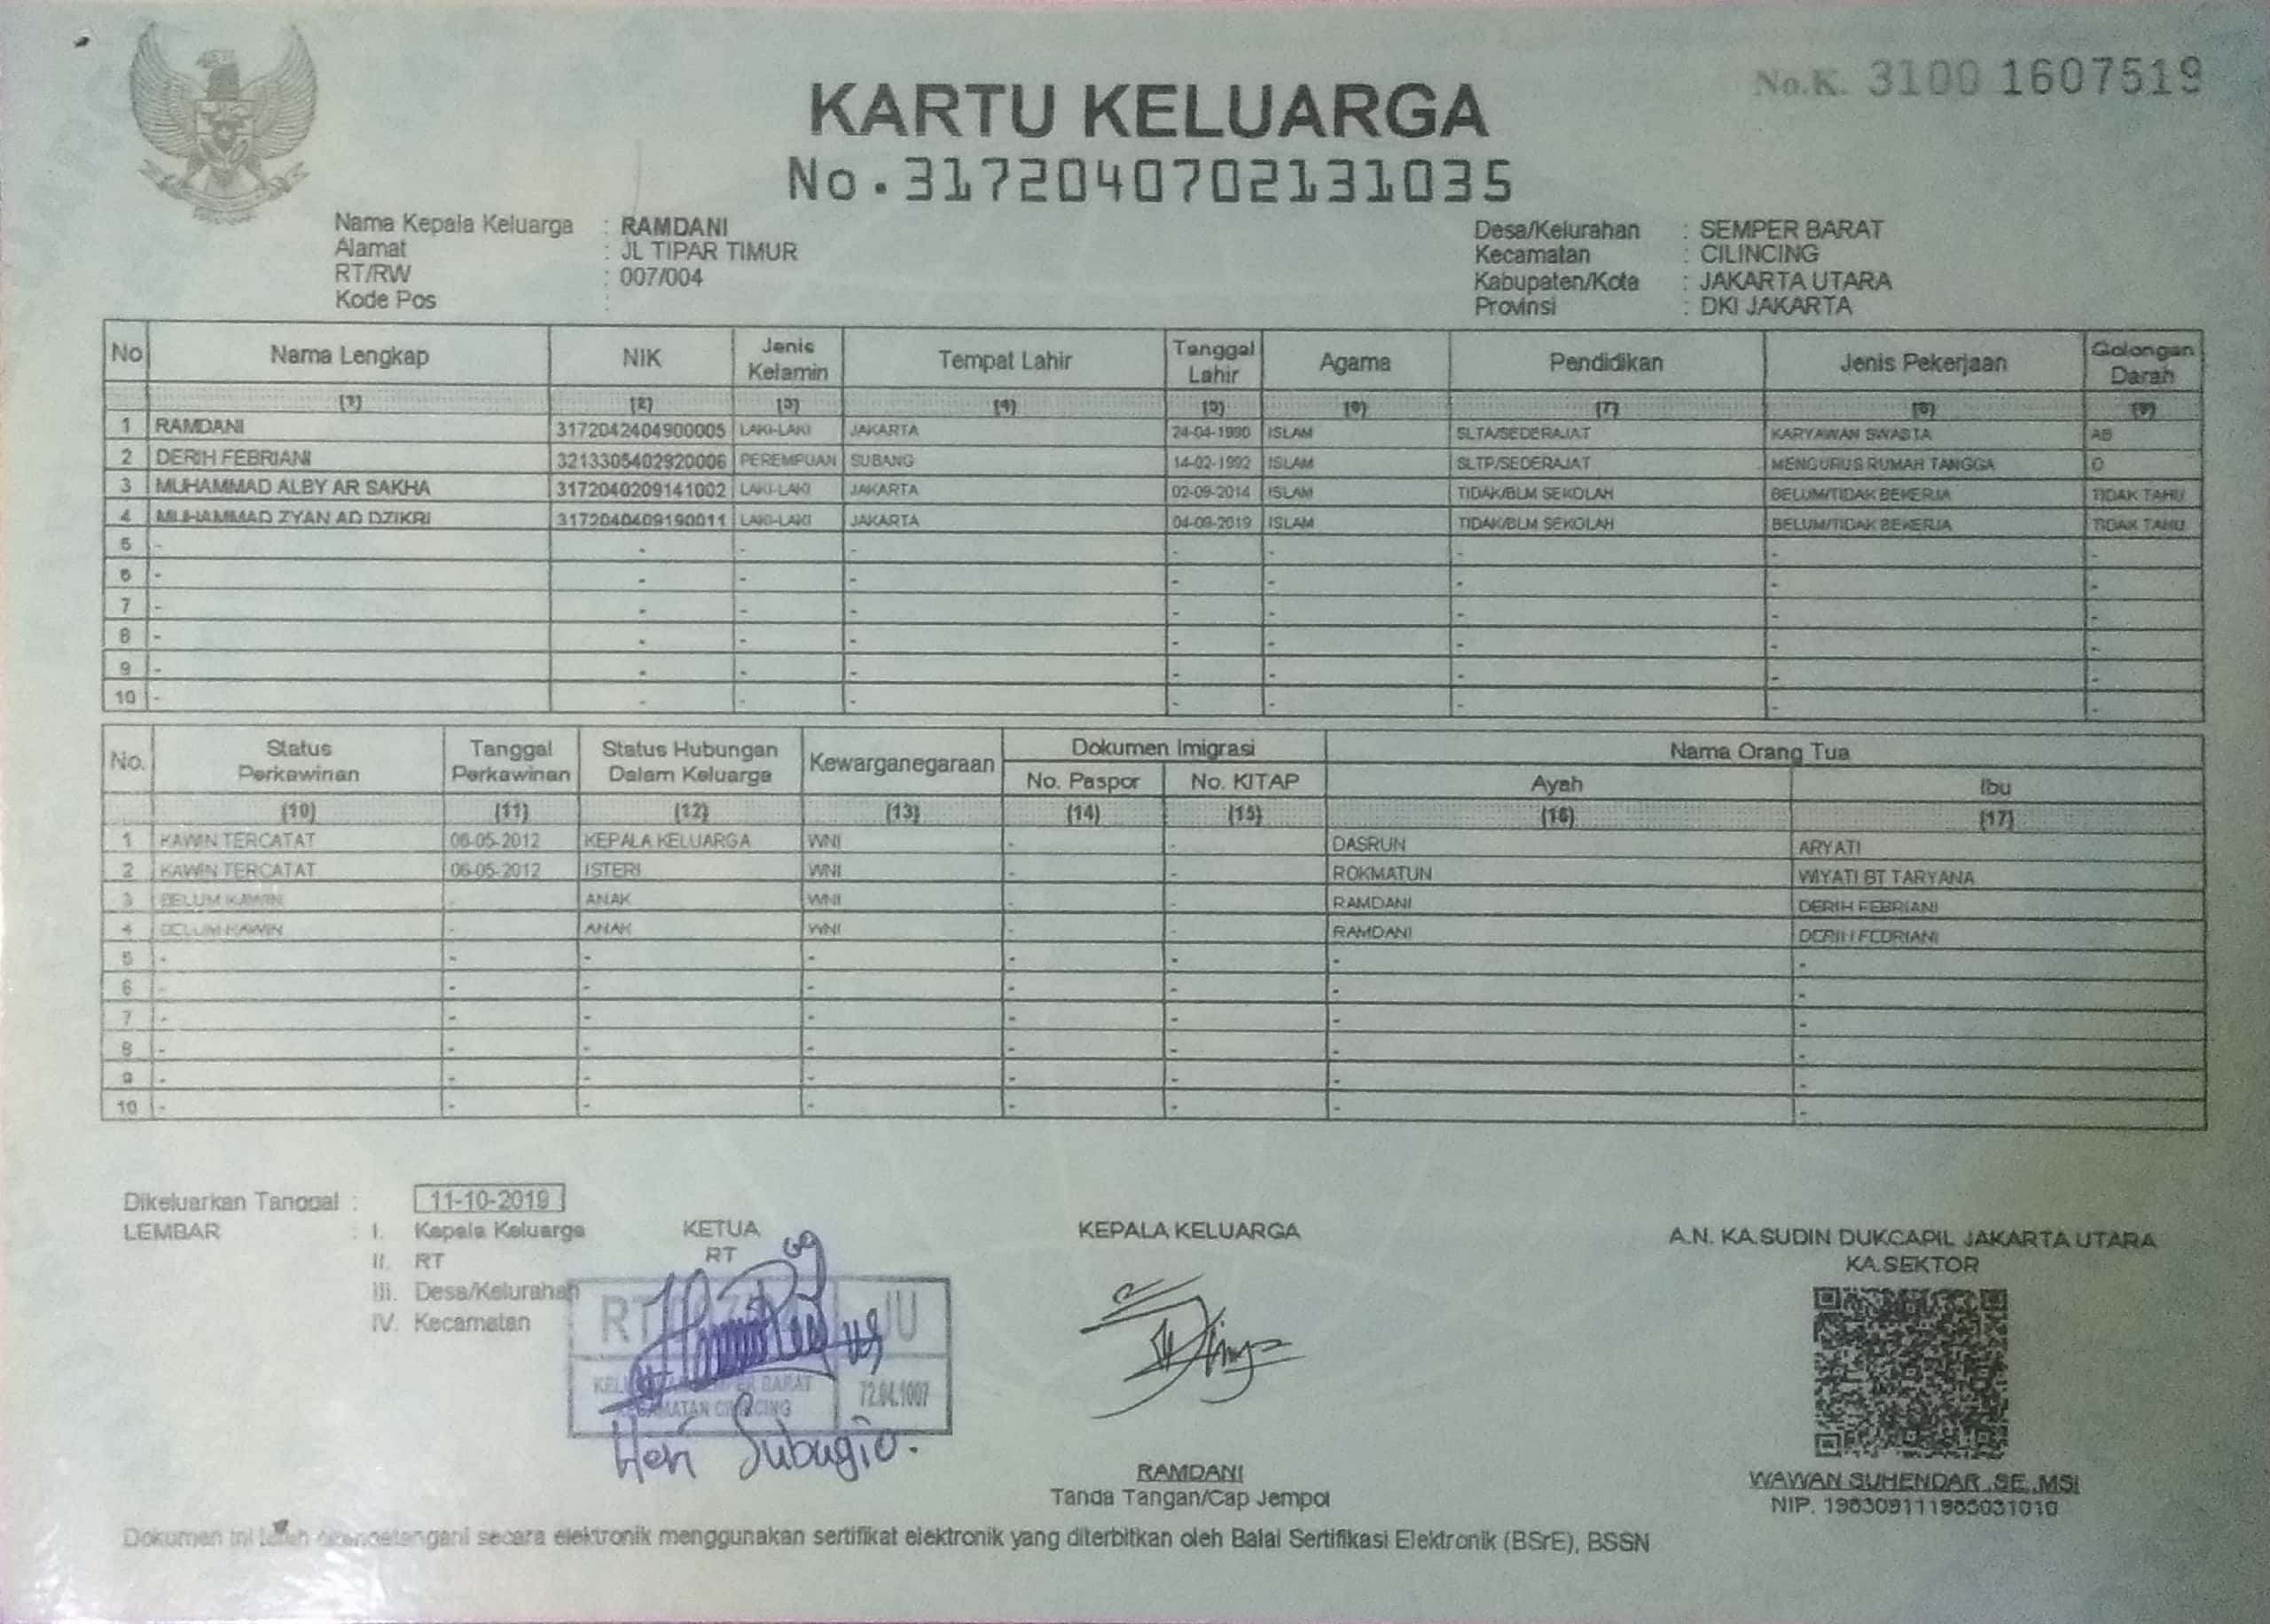 No.K. 3100 1607519
KARTU KELUARGA
No.3172040702131035
Nama Kepala Keluarga : RAMDANI
Alamat : JL TIPAR TIMUR
RT/RW : 007/004
Kode Pos :
Desa/Kelurahan : SEMPER BARAT
Kecamatan : CILINCING
Kabupaten/Kota : JAKARTA UTARA
Provinsi : DKI JAKARTA
No Nama Lengkap NIK Jenis Kelamin Tempat Lahir Tanggal Lahir Agama Pendidikan Jenis Pekerjaan Golongan Darah
(1) (2) (3) (4) (5) (6) (7) (8) (9)
1 RAMDANI 3172042404900005 LAKI-LAKI JAKARTA 24-04-1990 ISLAM SLTA/SEDERAJAT KARYAWAN SWASTA AB
2 DERIH FEBRIANI 3213305402920006 PEREMPUAN SUBANG 14-02-1992 ISLAM SLTP/SEDERAJAT MENGURUS RUMAH TANGGA O
3 MUHAMMAD ALBY AR SAKHA 3172040209141002 LAKI-LAKI JAKARTA 02-09-2014 ISLAM TIDAK/BLM SEKOLAH BELUM/TIDAK BEKERJA TIDAK TAHU
4 MUHAMMAD ZYAN AD DZIKRI 3172040409190011 LAKI-LAKI JAKARTA 04-09-2019 ISLAM TIDAK/BLM SEKOLAH BELUM/TIDAK BEKERJA TIDAK TAHU
5 - - - - - - - - -
6 - - - - - - - - -
7 - - - - - - - - -
8 - - - - - - - - -
9 - - - - - - - - -
10 - - - - - - - - -
No. Status Perkawinan Tanggal Perkawinan Status Hubungan Dalam Keluarga Kewarganegaraan Dokumen Imigrasi Nama Orang Tua
No. Paspor No. KITAP Ayah Ibu
(10) (11) (12) (13) (14) (15) (16) (17)
1 KAWIN TERCATAT 06-05-2012 KEPALA KELUARGA WNI - - DASRUN ARYATI
2 KAWIN TERCATAT 06-05-2012 ISTERI WNI - - ROKMATUN WIYATI BT TARYANA
3 BELUM KAWIN - ANAK WNI - - RAMDANI DERIH FEBRIANI
4 BELUM KAWIN - ANAK WNI - - RAMDANI DERIH FEBRIANI
5 - - - - - - - -
6 - - - - - - - -
7 - - - - - - - -
8 - - - - - - - -
9 - - - - - - - -
10 - - - - - - - -
Dikeluarkan Tanggal : 11-10-2019
LEMBAR : I. Kepala Keluarga
II. RT
III. Desa/Kelurahan
IV. Kecamatan
KETUA
RT
RT JU
BARAT
72.04.1007
Heri Subagio.
KEPALA KELUARGA
RAMDANI
Tanda Tangan/Cap Jempol
A.N. KA.SUDIN DUKCAPIL JAKARTA UTARA
KA.SEKTOR
WAWAN SUHENDAR ,SE.,MSi
NIP. 196309111985031010
Dokumen ini telah ditandatangani secara elektronik menggunakan sertifikat elektronik yang diterbitkan oleh Balai Sertifikasi Elektronik (BSrE), BSSN